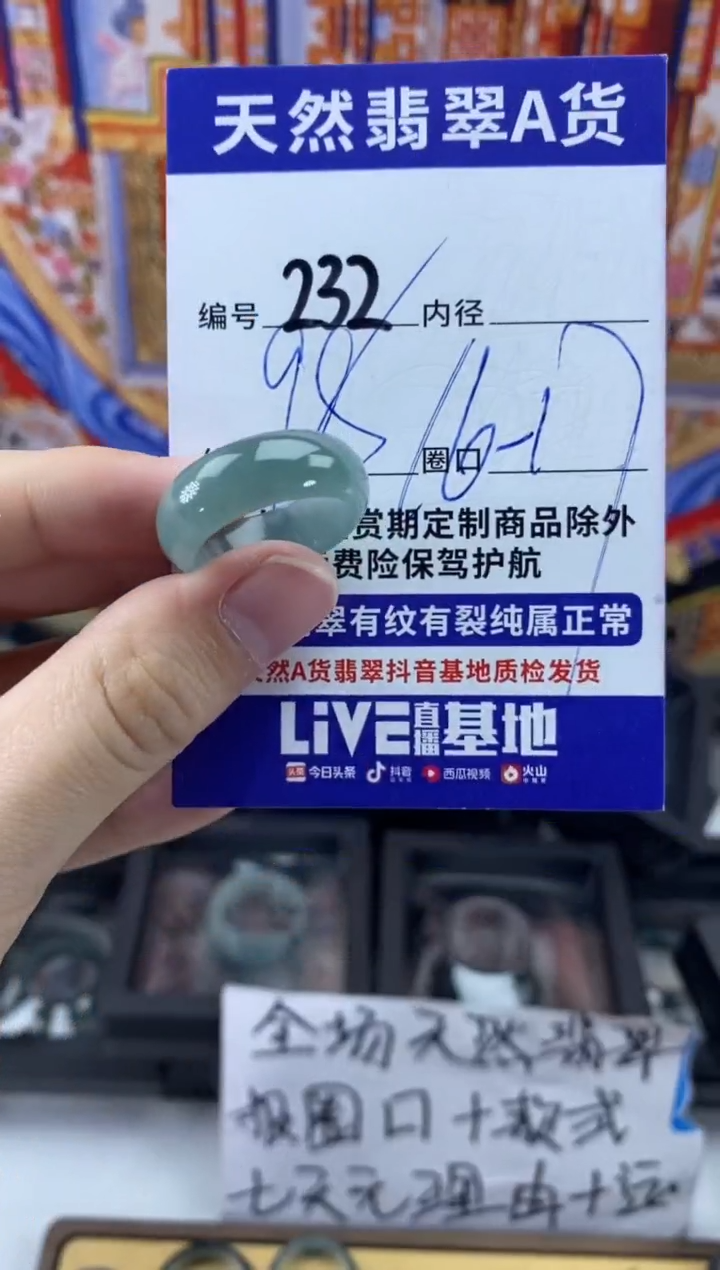 天然翡翠A货
编号 232 内径
98 16-17
圈口
赏期定制商品除外
费险保驾护航
翠有纹有裂纯属正常
然A货翡翠抖音基地质检发货
LiVE直播基地
头条 今日头条 抖音 西瓜视频 火山
全场天然翡翠
报圈口+款式
七天无理由+运